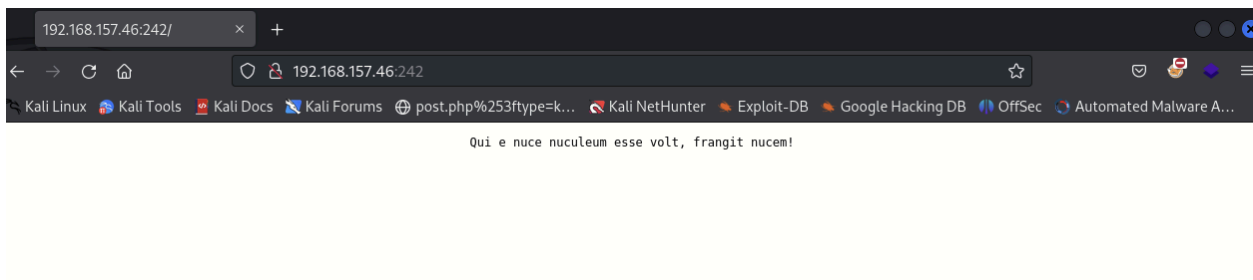 192.168.157.46:242/
192.168.157.46:242
Kali Linux Kali Tools Kali Docs Kali Forums post.php%253ftype=k... Kali NetHunter Exploit-DB Google Hacking DB OffSec Automated Malware A...
Qui e nuce nuculeum esse volt, frangit nucem!